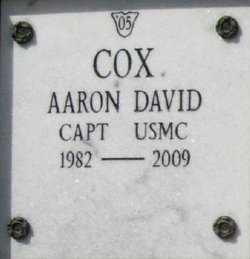 '05
COX
AARON DAVID
CAPT USMC
1982 — 2009